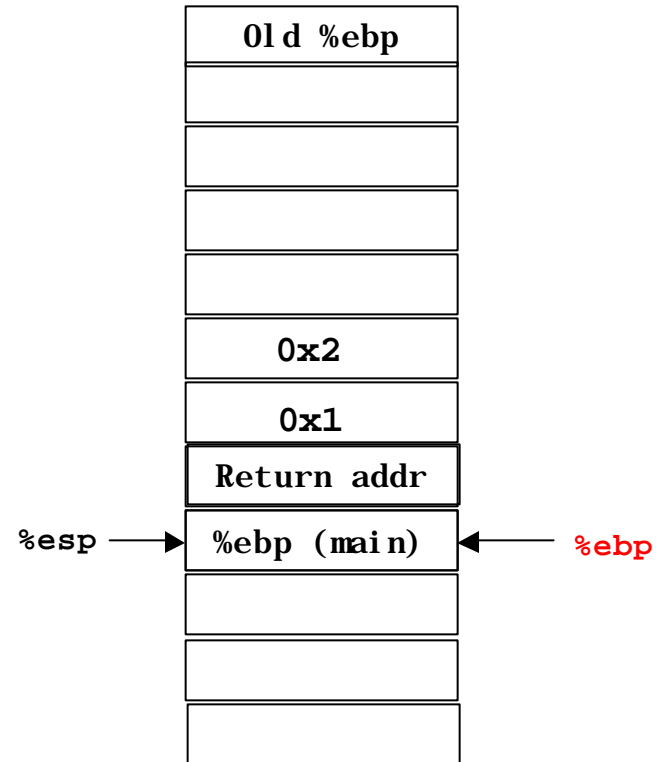 Old %ebp
0x2
0x1
Return addr
%esp %ebp (main) %ebp